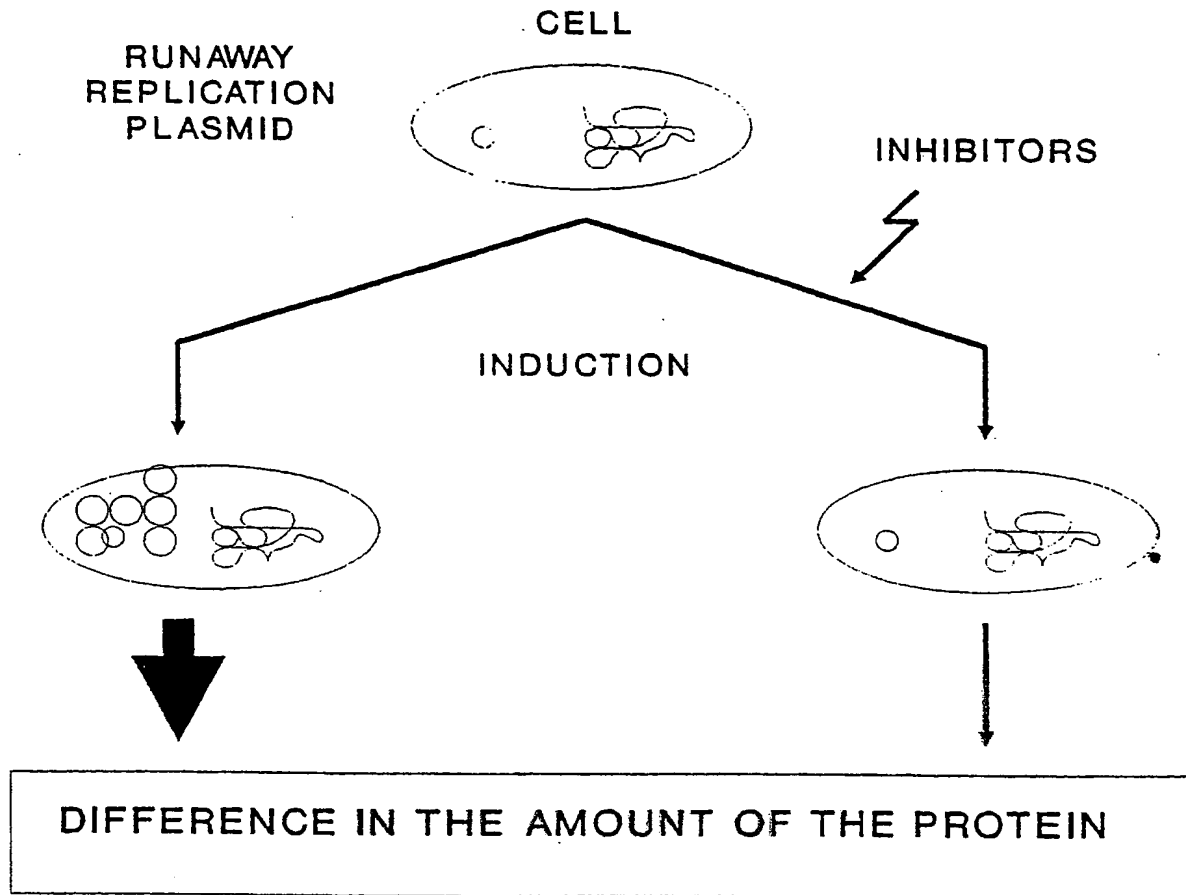 CELL
RUNAWAY
REPLICATION
PLASMID
INHIBITORS
INDUCTION
DIFFERENCE IN THE AMOUNT OF THE PROTEIN